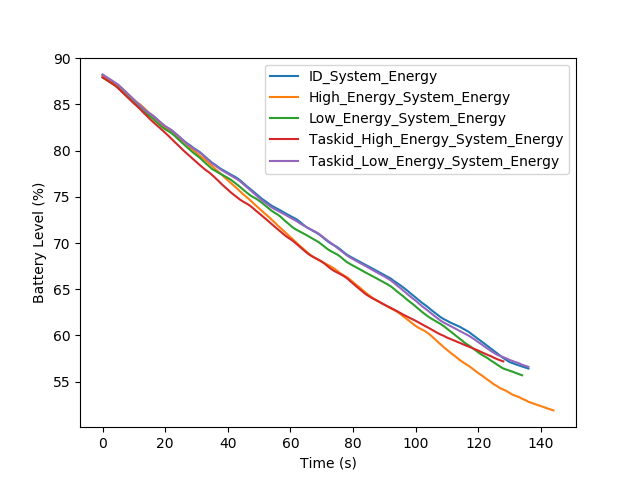 90
85
80
75
70
65
60
55
Battery Level (%)
ID_System_Energy
High_Energy_System_Energy
Low_Energy_System_Energy
Taskid_High_Energy_System_Energy
Taskid_Low_Energy_System_Energy
0 20 40 60 80 100 120 140
Time (s)